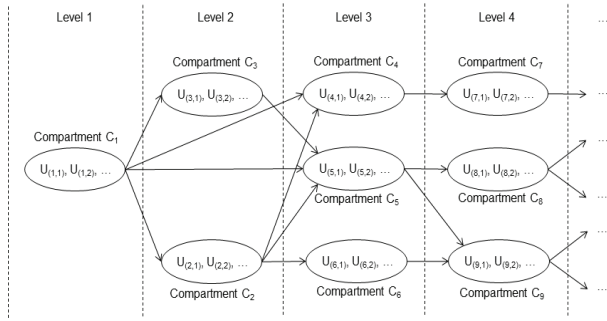 Level 1 Level 2 Level 3 Level 4 ...
Compartment C3 Compartment C4 Compartment C7
U(3,1), U(3,2), ... U(4,1), U(4,2), ... U(7,1), U(7,2), ... ...
Compartment C1
U(1,1), U(1,2), ... U(5,1), U(5,2), ... U(8,1), U(8,2), ...
Compartment C5 Compartment C8
...
...
U(2,1), U(2,2), ... U(6,1), U(6,2), ... U(9,1), U(9,2), ...
Compartment C2 Compartment C6 Compartment C9
...
...